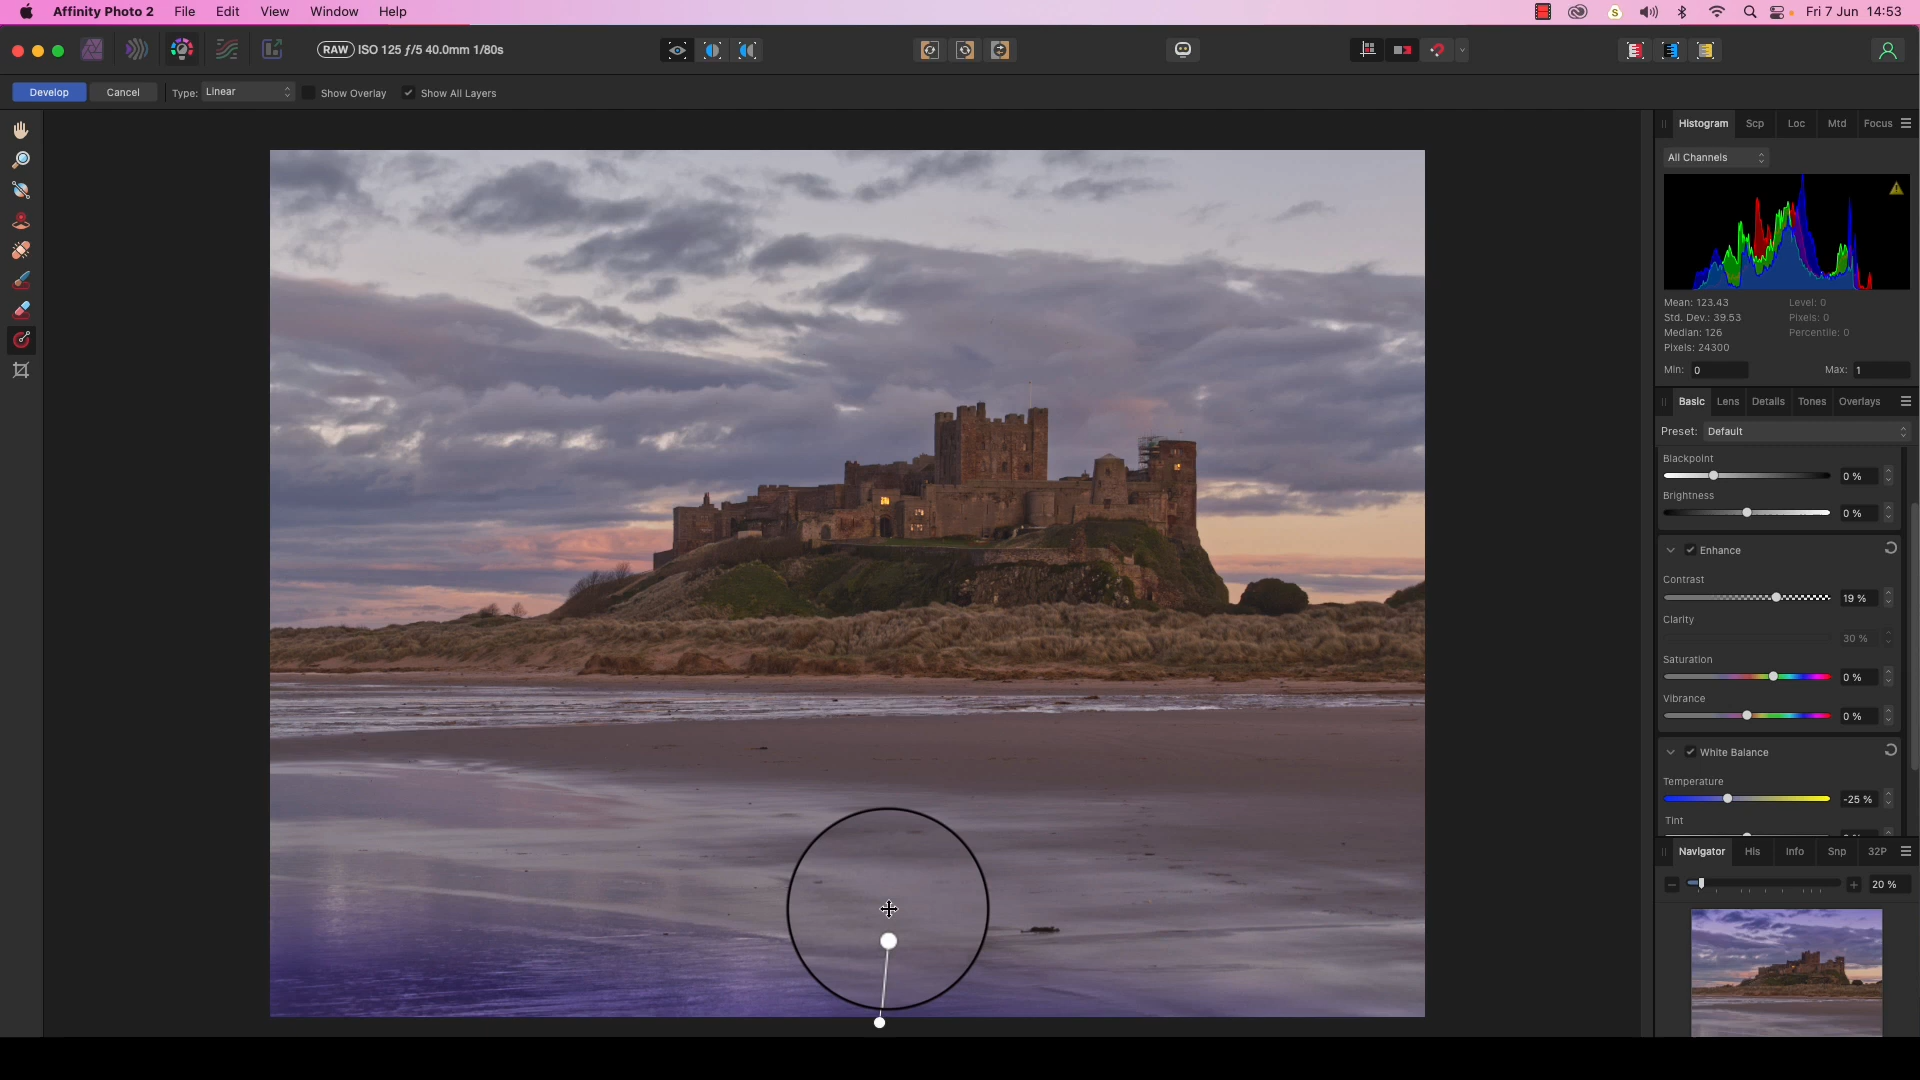 Affinity Photo 2 File Edit View Window Help S Fri 7 Jun 14:53
RAW ISO 125 ƒ/5 40.0mm 1/80s
Develop Cancel Type: Linear Show Overlay Show All Layers
Histogram Scp Loc Mtd Focus
All Channels
Mean: 123.43 Level: 0
Std. Dev.: 39.53 Pixels: 0
Median: 126 Percentile: 0
Pixels: 24300
Min: 0 Max: 1
Basic Lens Details Tones Overlays
Preset: Default
Blackpoint
0 %
Brightness
0 %
Enhance
Contrast
19 %
Clarity
30 %
Saturation
0 %
Vibrance
0 %
White Balance
Temperature
-25 %
Tint
Navigator His Info Snp 32P
20 %